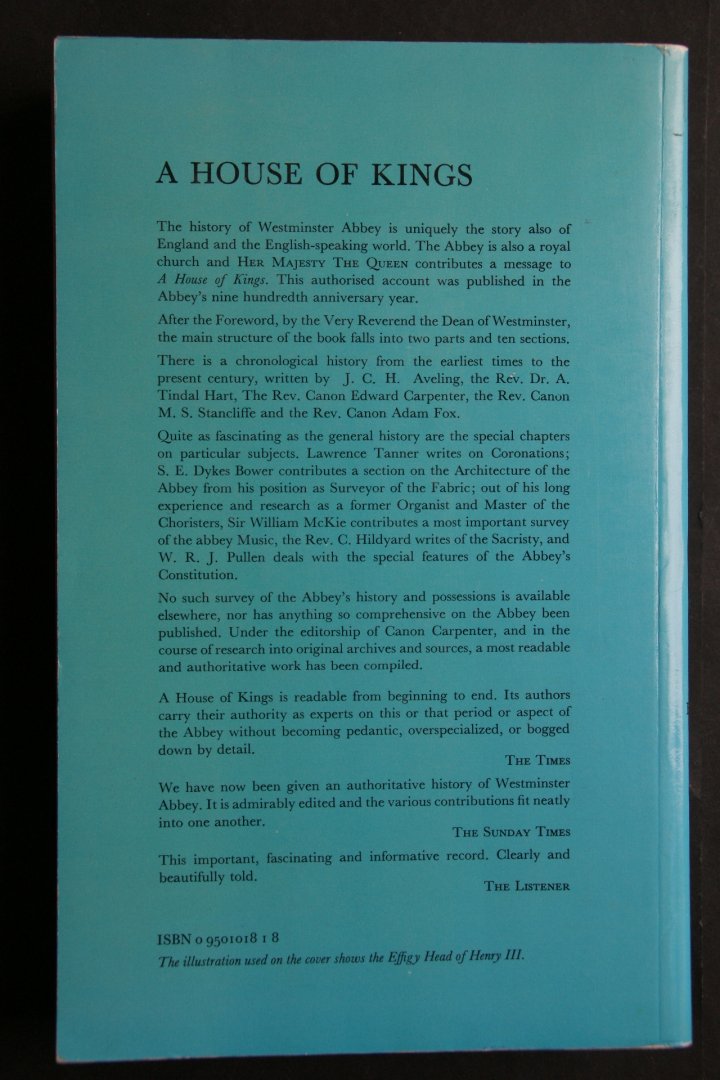 A HOUSE OF KINGS
The history of Westminster Abbey is uniquely the story also of
England and the English-speaking world. The Abbey is also a royal
church and HER MAJESTY THE QUEEN contributes a message to
A House of Kings. This authorised account was published in the
Abbey's nine hundredth anniversary year.
After the Foreword, by the Very Reverend the Dean of Westminster,
the main structure of the book falls into two parts and ten sections.
There is a chronological history from the earliest times to the
present century, written by J. C. H. Aveling, the Rev. Dr. A.
Tindal Hart, The Rev. Canon Edward Carpenter, the Rev. Canon
M. S. Stancliffe and the Rev. Canon Adam Fox.
Quite as fascinating as the general history are the special chapters
on particular subjects. Lawrence Tanner writes on Coronations;
S. E. Dykes Bower contributes a section on the Architecture of the
Abbey from his position as Surveyor of the Fabric; out of his long
experience and research as a former Organist and Master of the
Choristers, Sir William McKie contributes a most important survey
of the abbey Music, the Rev. C. Hildyard writes of the Sacristy, and
W. R. J. Pullen deals with the special features of the Abbey's
Constitution.
No such survey of the Abbey's history and possessions is available
elsewhere, nor has anything so comprehensive on the Abbey been
published. Under the editorship of Canon Carpenter, and in the
course of research into original archives and sources, a most readable
and authoritative work has been compiled.
A House of Kings is readable from beginning to end. Its authors
carry their authority as experts on this or that period or aspect of
the Abbey without becoming pedantic, overspecialized, or bogged
down by detail.
THE TIMES
We have now been given an authoritative history of Westminster
Abbey. It is admirably edited and the various contributions fit neatly
into one another.
THE SUNDAY TIMES
This important, fascinating and informative record. Clearly and
beautifully told.
THE LISTENER
ISBN 0 9501018 1 8
The illustration used on the cover shows the Effigy Head of Henry III.